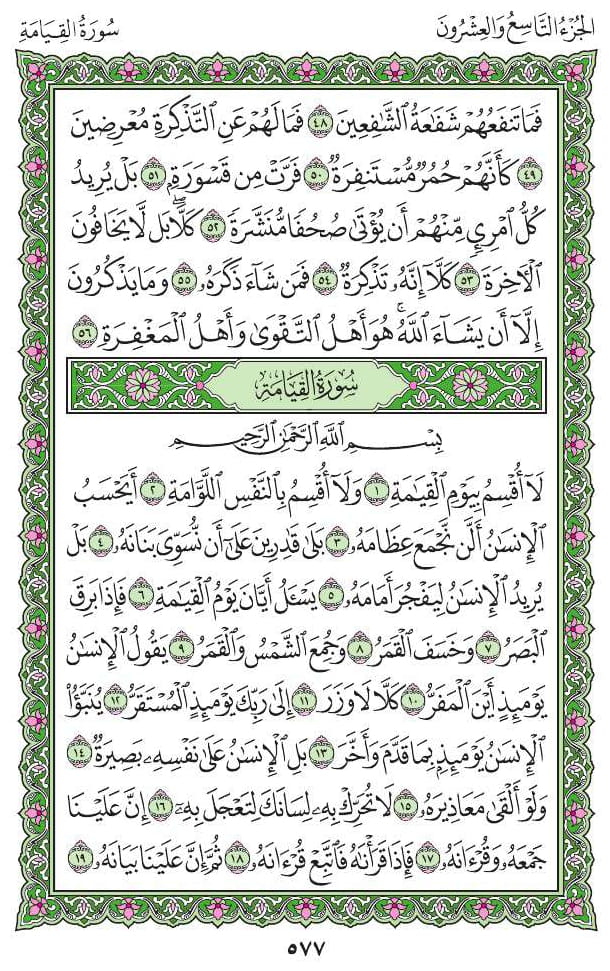 الجُزْءُ التَّاسِعُ وَالعِشْرُونَ
سُورَةُ القِيَامَةِ
فَمَا تَنفَعُهُمْ شَفَٰعَةُ ٱلشَّٰفِعِينَ ٤٨ فَمَا لَهُمْ عَنِ ٱلتَّذْكِرَةِ مُعْرِضِينَ
٤٩ كَأَنَّهُمْ حُمُرٌ مُّسْتَنفِرَةٌ ٥٠ فَرَّتْ مِن قَسْوَرَةٍۭ ٥١ بَلْ يُرِيدُ
كُلُّ ٱمْرِئٍ مِّنْهُمْ أَن يُؤْتَىٰ صُحُفًا مُّنَشَّرَةً ٥٢ كَلَّاۖ بَل لَّا يَخَافُونَ
ٱلْءَاخِرَةَ ٥٣ كَلَّآ إِنَّهُۥ تَذْكِرَةٌ ٥٤ فَمَن شَآءَ ذَكَرَهُۥ ٥٥ وَمَا يَذْكُرُونَ
إِلَّآ أَن يَشَآءَ ٱللَّهُۚ هُوَ أَهْلُ ٱلتَّقْوَىٰ وَأَهْلُ ٱلْمَغْفِرَةِ ٥٦
سُورَةُ القِيَامَةِ
بِسْمِ ٱللَّهِ ٱلرَّحْمَٰنِ ٱلرَّحِيمِ
لَآ أُقْسِمُ بِيَوْمِ ٱلْقِيَٰمَةِ ١ وَلَآ أُقْسِمُ بِٱلنَّفْسِ ٱللَّوَّامَةِ ٢ أَيَحْسَبُ
ٱلْإِنسَٰنُ أَلَّن نَّجْمَعَ عِظَامَهُۥ ٣ بَلَىٰ قَٰدِرِينَ عَلَىٰٓ أَن نُّسَوِّىَ بَنَانَهُۥ ٤ بَلْ
يُرِيدُ ٱلْإِنسَٰنُ لِيَفْجُرَ أَمَامَهُۥ ٥ يَسْـَٔلُ أَيَّانَ يَوْمُ ٱلْقِيَٰمَةِ ٦ فَإِذَا بَرِقَ
ٱلْبَصَرُ ٧ وَخَسَفَ ٱلْقَمَرُ ٨ وَجُمِعَ ٱلشَّمْسُ وَٱلْقَمَرُ ٩ يَقُولُ ٱلْإِنسَٰنُ
يَوْمَئِذٍ أَيْنَ ٱلْمَفَرُّ ١٠ كَلَّا لَا وَزَرَ ١١ إِلَىٰ رَبِّكَ يَوْمَئِذٍ ٱلْمُسْتَقَرُّ ١٢ يُنَبَّؤُا۟
ٱلْإِنسَٰنُ يَوْمَئِذٍۭ بِمَا قَدَّمَ وَأَخَّرَ ١٣ بَلِ ٱلْإِنسَٰنُ عَلَىٰ نَفْسِهِۦ بَصِيرَةٌ ١٤
وَلَوْ أَلْقَىٰ مَعَاذِيرَهُۥ ١٥ لَا تُحَرِّكْ بِهِۦ لِسَانَكَ لِتَعْجَلَ بِهِۦٓ ١٦ إِنَّ عَلَيْنَا
جَمْعَهُۥ وَقُرْءَانَهُۥ ١٧ فَإِذَا قَرَأْنَٰهُ فَٱتَّبِعْ قُرْءَانَهُۥ ١٨ ثُمَّ إِنَّ عَلَيْنَا بَيَانَهُۥ ١٩
٥٧٧